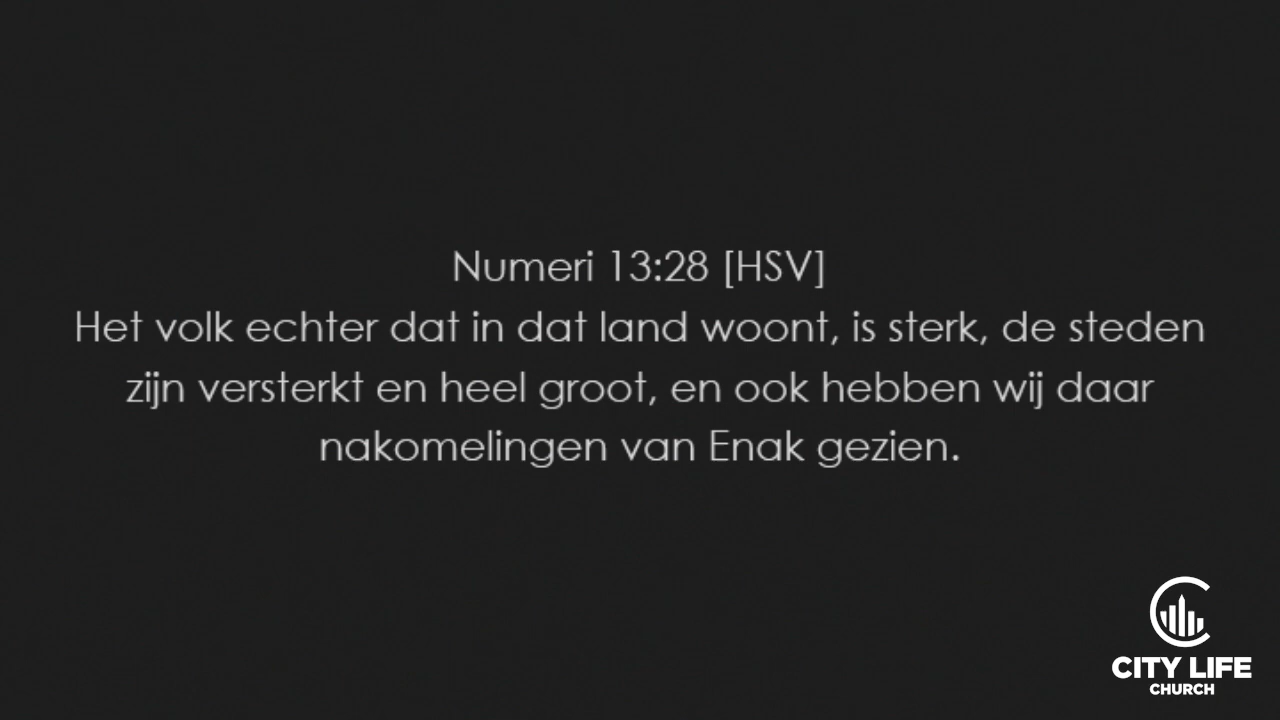 Numeri 13:28 [HSV]
Het volk echter dat in dat land woont, is sterk, de steden
zijn versterkt en heel groot, en ook hebben wij daar
nakomelingen van Enak gezien.
CITY LIFE
CHURCH